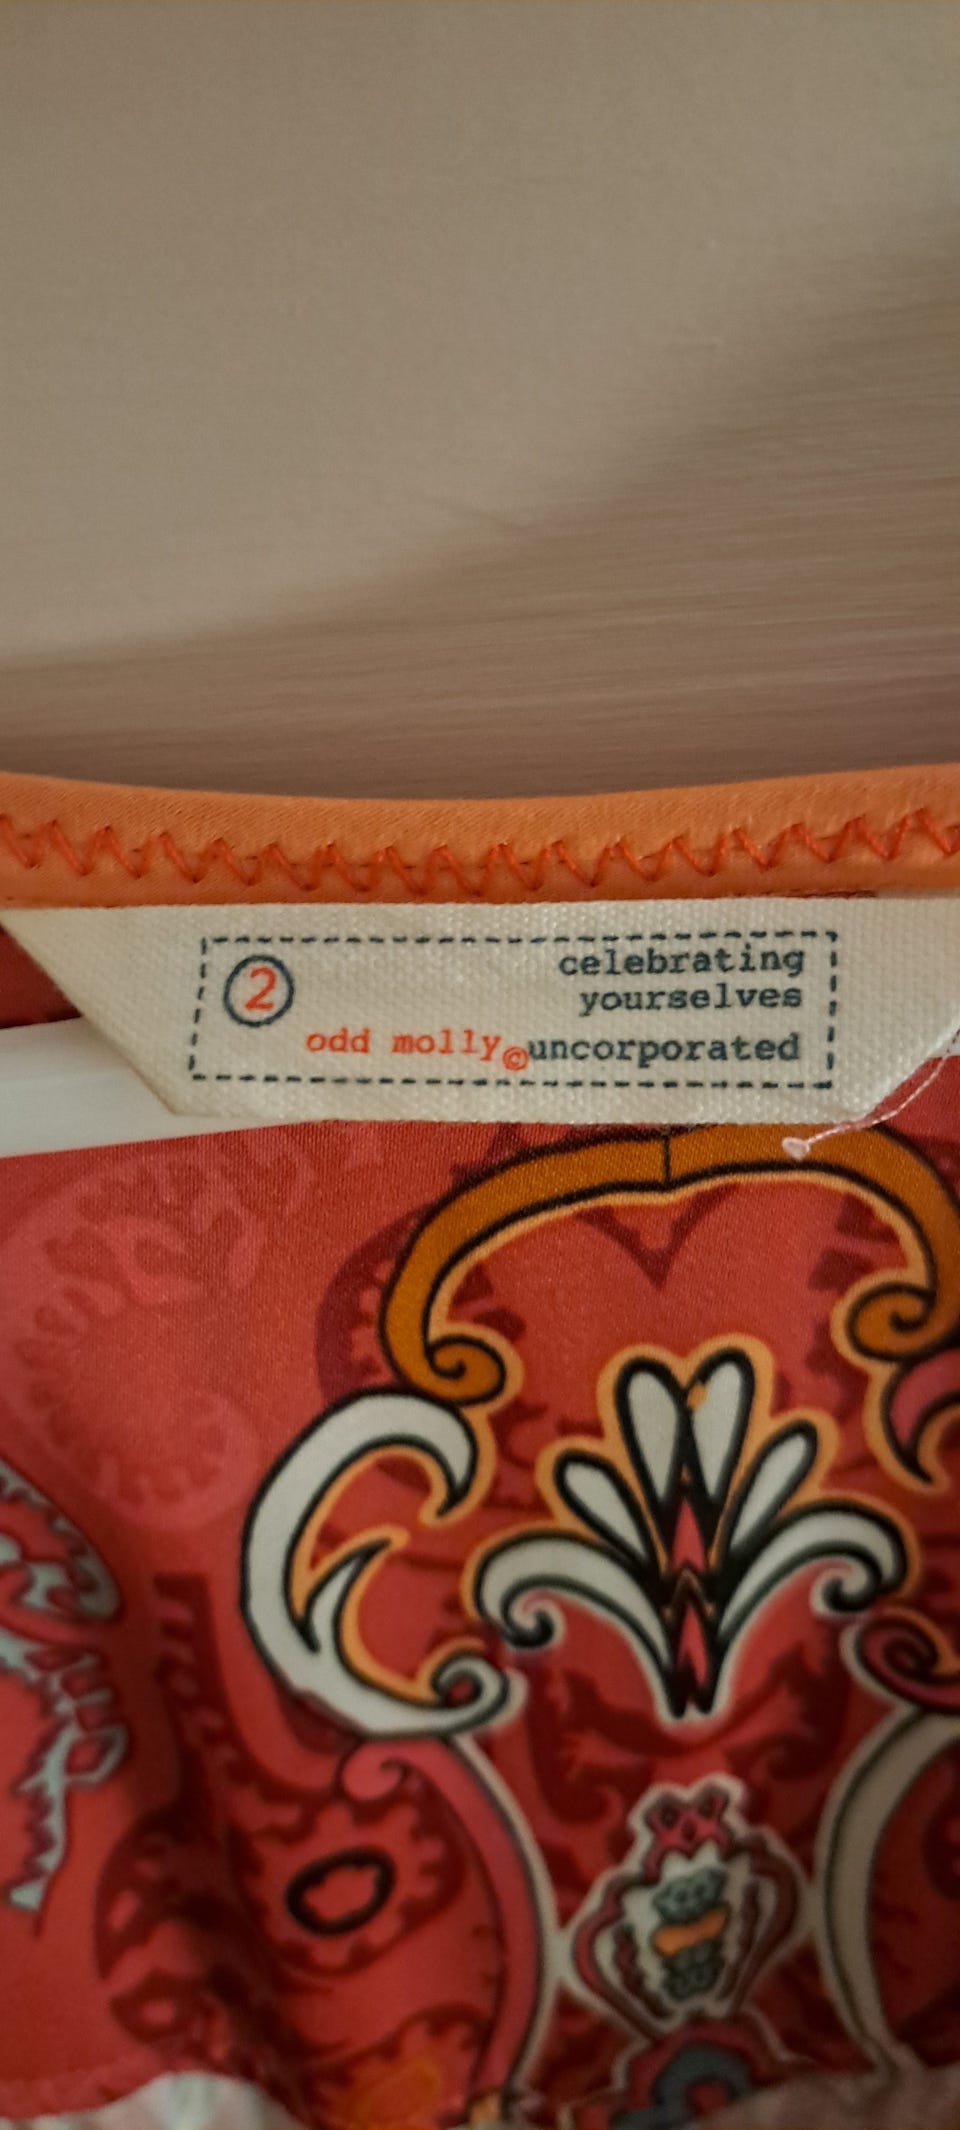 2
celebrating
yourselves
odd molly©uncorporated